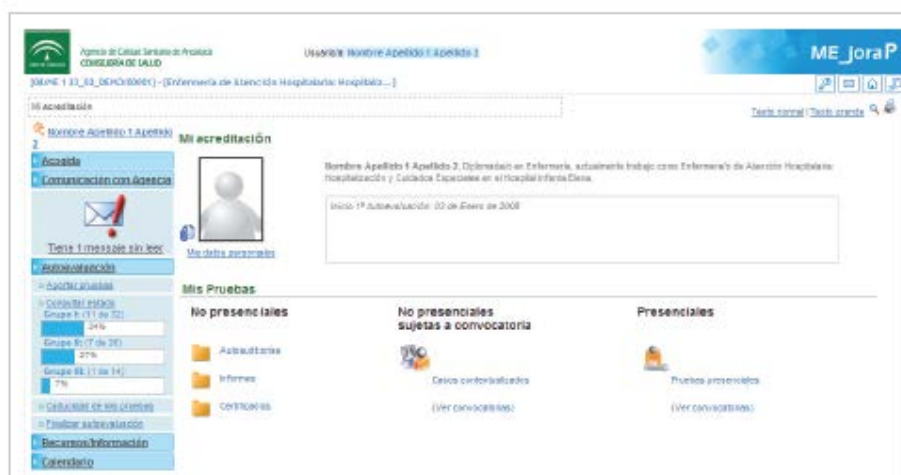 Agencia de Calidad Sanitaria de Andalucía
CONSEJERÍA DE SALUD
Usuario/a: Nombre Apellido 1 Apellido 2
ME_joraP
[Enfermería de Atención Hospitalaria: Hospitaliz...]
Mi acreditación
Texto normal | Texto grande
Nombre Apellido 1 Apellido 2
Mi acreditación
Acogida
Comunicación con Agencia
Tiene 1 mensaje sin leer
Nombre Apellido 1 Apellido 2, Diplomada/o en Enfermería, actualmente trabajo como Enfermera/o de Atención Hospitalaria:
Hospitalización y Cuidados Especiales en el Hospital Infanta Elena.
Inicio 1ª Autoevaluación: 03 de Enero de 2008
Mis datos personales
Autoevaluación
Aportar pruebas
Consultar estado
Grupo I: (11 de 32)
34%
Grupo II: (7 de 26)
27%
Grupo III: (1 de 14)
7%
Caducidad de mis pruebas
Finalizar autoevaluación
Recursos/Información
Calendario
Mis Pruebas
No presenciales
Autoauditorías
Informes
Certificados
No presenciales
sujetas a convocatoria
Casos contextualizados
(Ver convocatorias)
Presenciales
Pruebas presenciales
(Ver convocatorias)